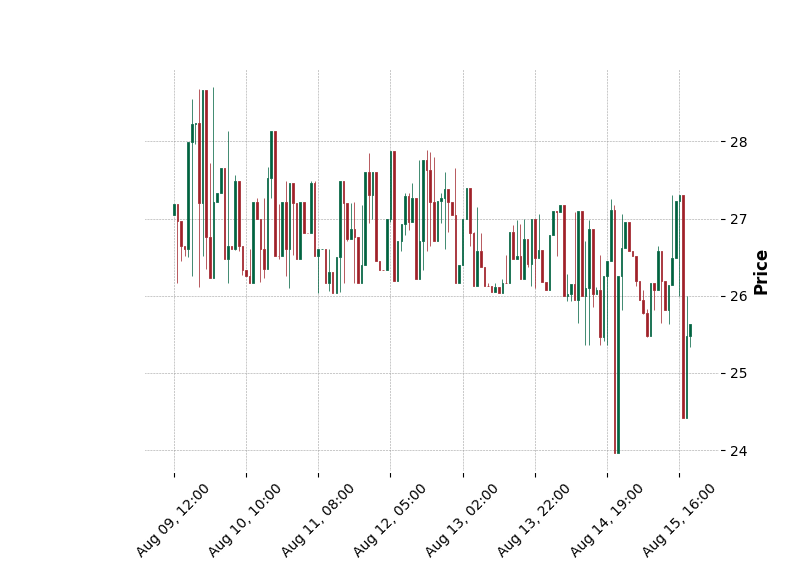 28
27
26
25
24
Price
Aug 09, 12:00
Aug 10, 10:00
Aug 11, 08:00
Aug 12, 05:00
Aug 13, 02:00
Aug 13, 22:00
Aug 14, 19:00
Aug 15, 16:00